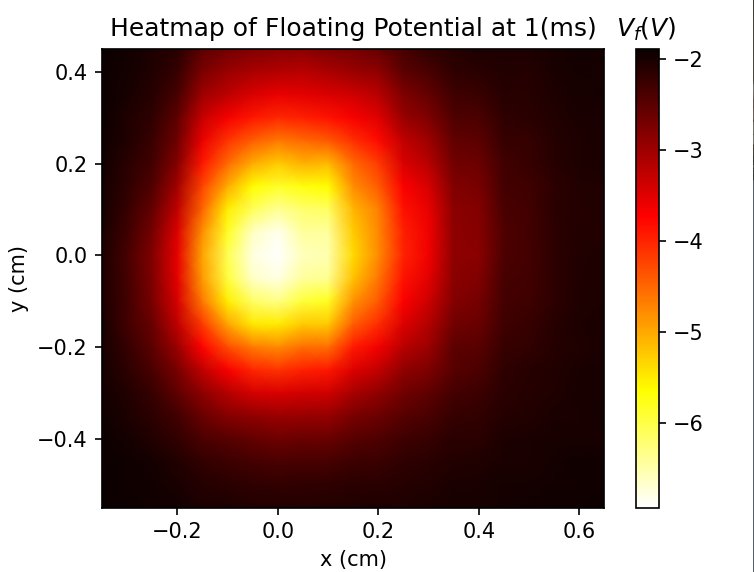 Heatmap of Floating Potential at 1(ms)
V_f(V)
0.4
0.2
0.0
−0.2
−0.4
y (cm)
−0.2 0.0 0.2 0.4 0.6
x (cm)
−2
−3
−4
−5
−6